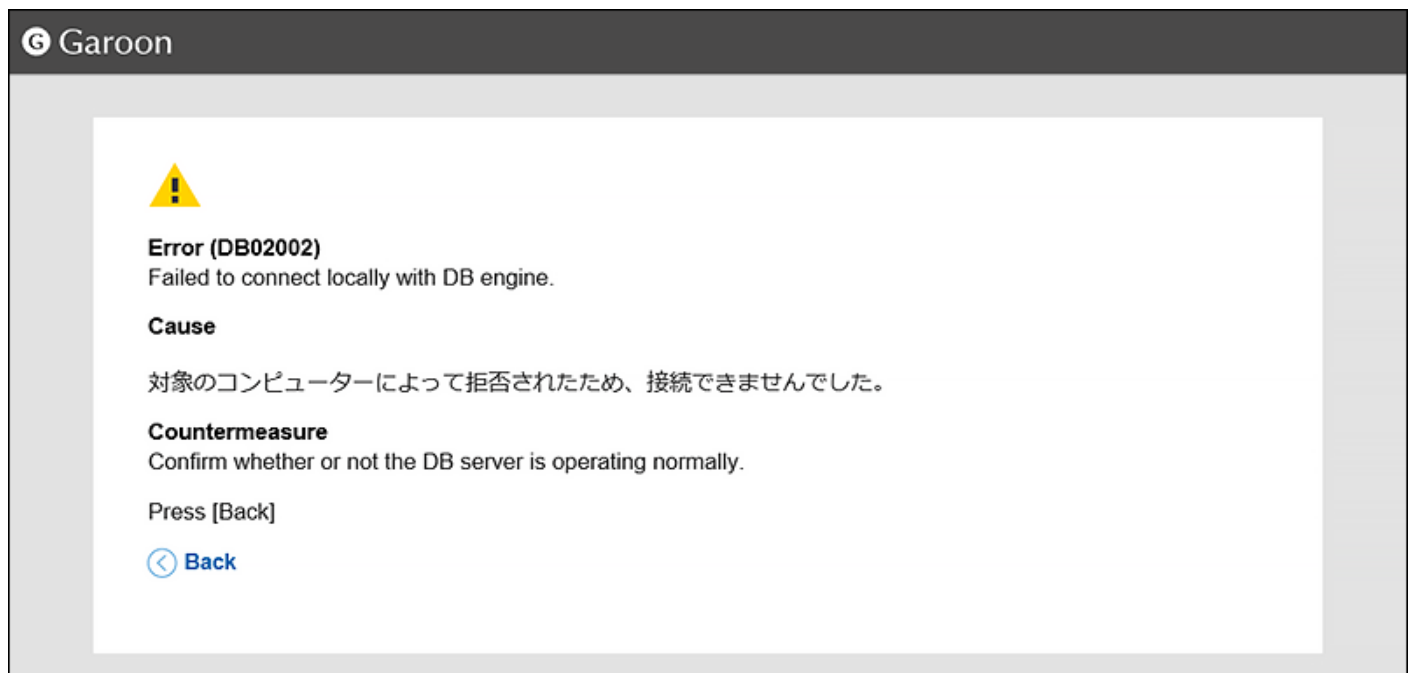 G Garoon
Error (DB02002)
Failed to connect locally with DB engine.
Cause
対象のコンピューターによって拒否されたため、接続できませんでした。
Countermeasure
Confirm whether or not the DB server is operating normally.
Press [Back]
Back